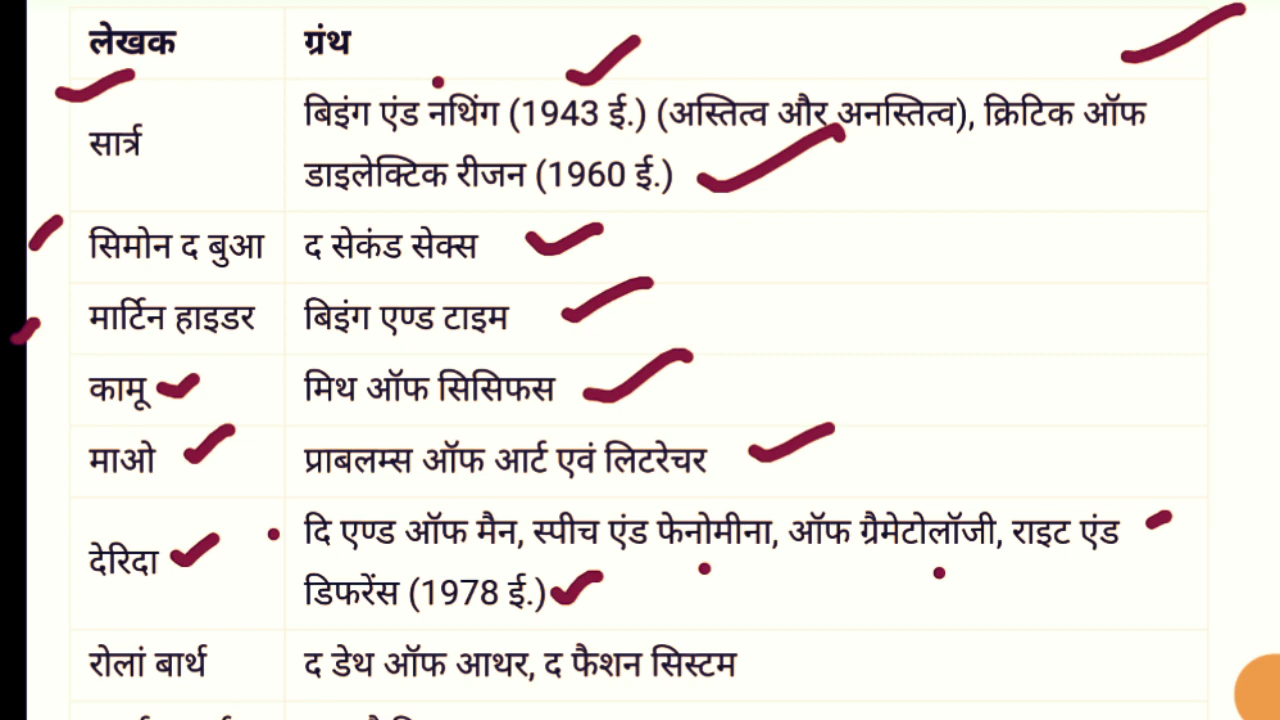 लेखक ग्रंथ
सार्त्र बिइंग एंड नथिंग (1943 ई.) (अस्तित्व और अनस्तित्व), क्रिटिक ऑफ
डाइलेक्टिक रीजन (1960 ई.)
सिमोन द बुआ द सेकंड सेक्स
मार्टिन हाइडर बिइंग एण्ड टाइम
कामू मिथ ऑफ सिसिफस
माओ प्राबलम्स ऑफ आर्ट एवं लिटरेचर
देरिदा दि एण्ड ऑफ मैन, स्पीच एंड फेनोमीना, ऑफ ग्रैमेटोलॉजी, राइट एंड
डिफरेंस (1978 ई.)
रोलां बार्थ द डेथ ऑफ आथर, द फैशन सिस्टम